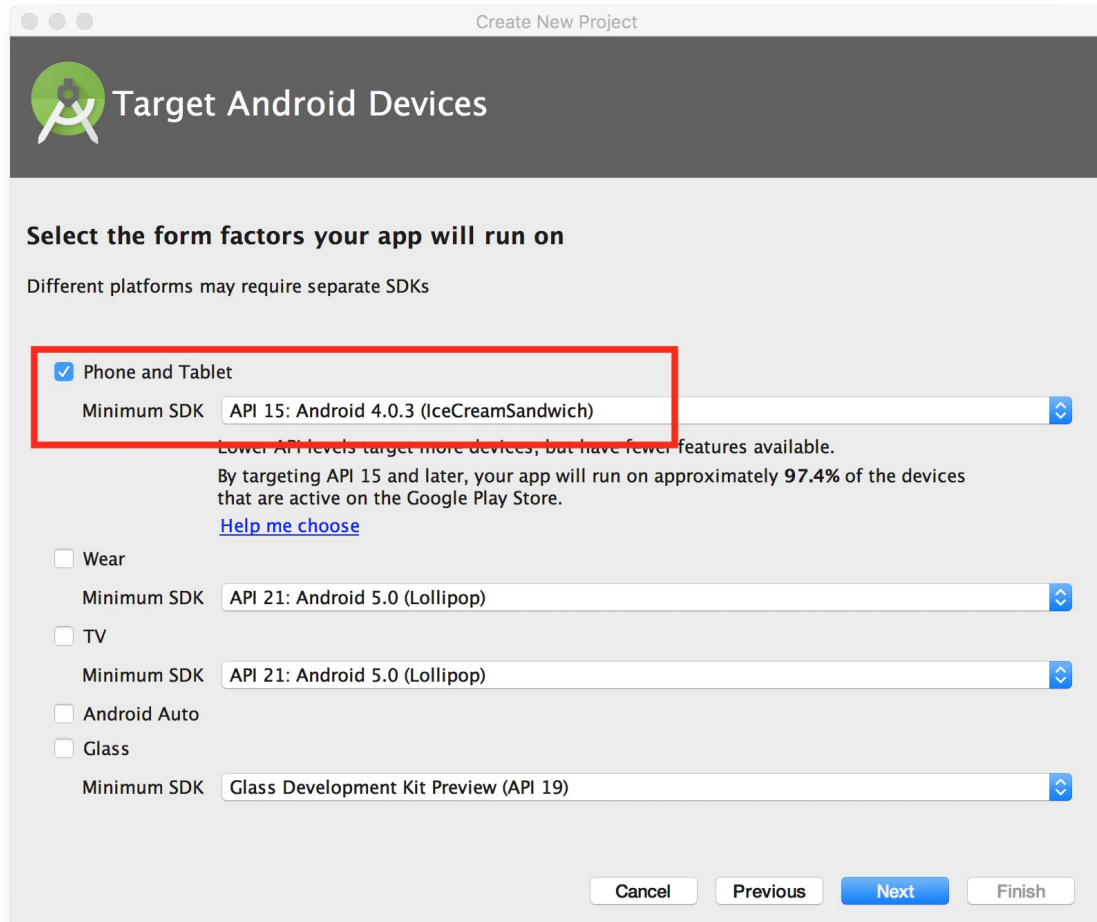 Create New Project
Target Android Devices
Select the form factors your app will run on
Different platforms may require separate SDKs
Phone and Tablet
Minimum SDK API 15: Android 4.0.3 (IceCreamSandwich)
Lower API levels target more devices, but have fewer features available.
By targeting API 15 and later, your app will run on approximately 97.4% of the devices
that are active on the Google Play Store.
Help me choose
Wear
Minimum SDK API 21: Android 5.0 (Lollipop)
TV
Minimum SDK API 21: Android 5.0 (Lollipop)
Android Auto
Glass
Minimum SDK Glass Development Kit Preview (API 19)
Cancel Previous Next Finish